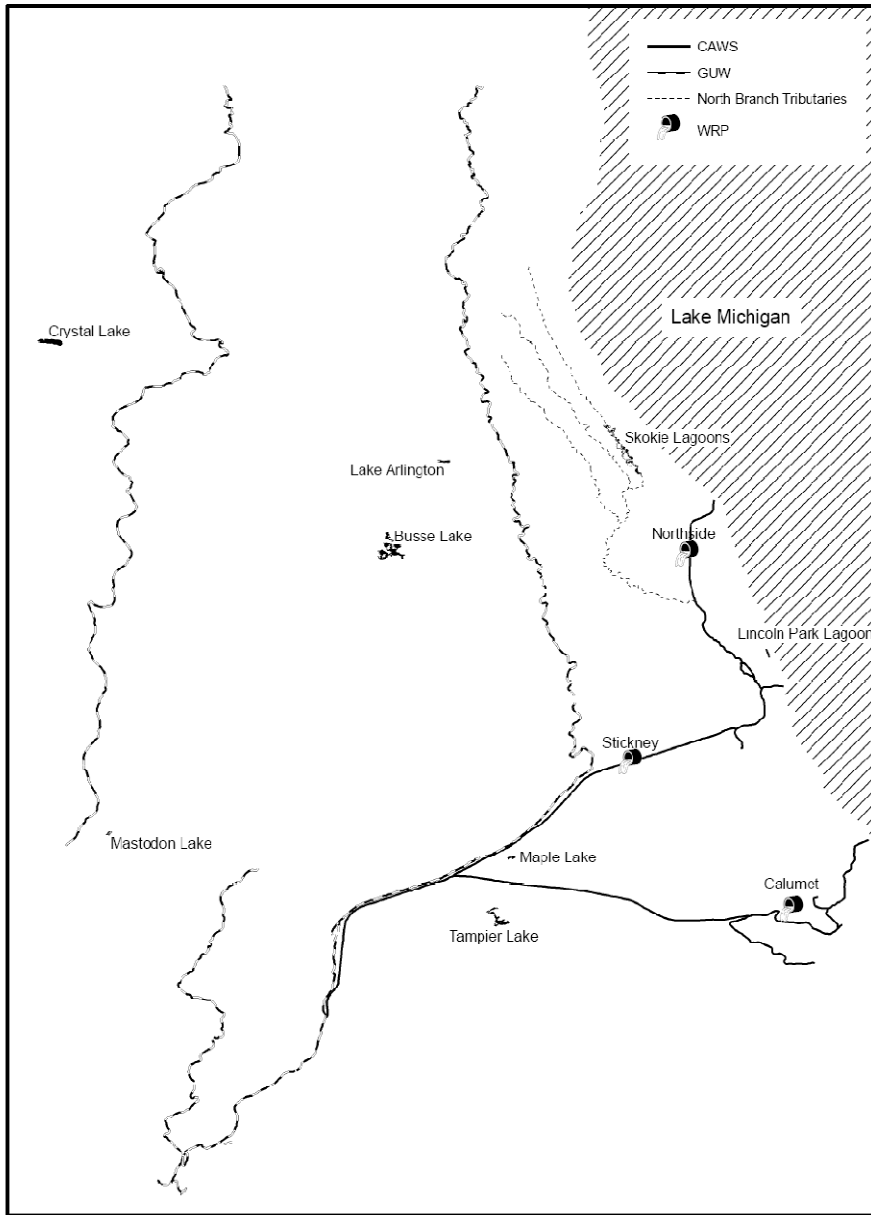 CAWS
GUW
North Branch Tributaries
WRP
Lake Michigan
Crystal Lake
Skokie Lagoons
Lake Arlington
Busse Lake
Northside
Lincoln Park Lagoon
Stickney
Mastodon Lake
Maple Lake
Calumet
Tampier Lake